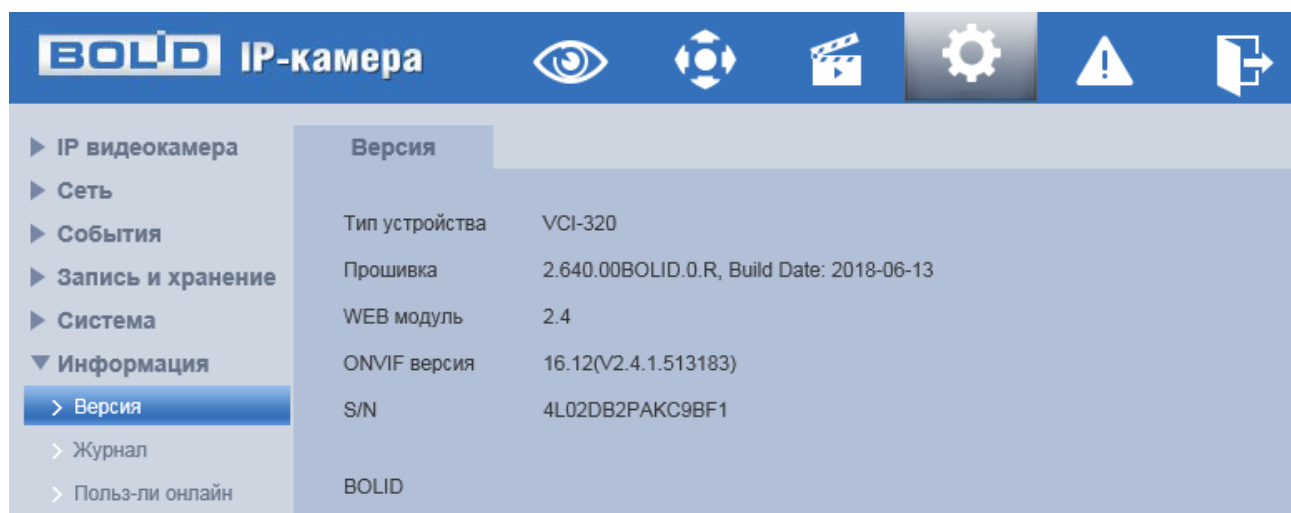 BOLID IP-камера
IP видеокамера
Сеть
События
Запись и хранение
Система
Информация
Версия
Журнал
Польз-ли онлайн
Версия
Тип устройства VCI-320
Прошивка 2.640.00BOLID.0.R, Build Date: 2018-06-13
WEB модуль 2.4
ONVIF версия 16.12(V2.4.1.513183)
S/N 4L02DB2PAKC9BF1
BOLID